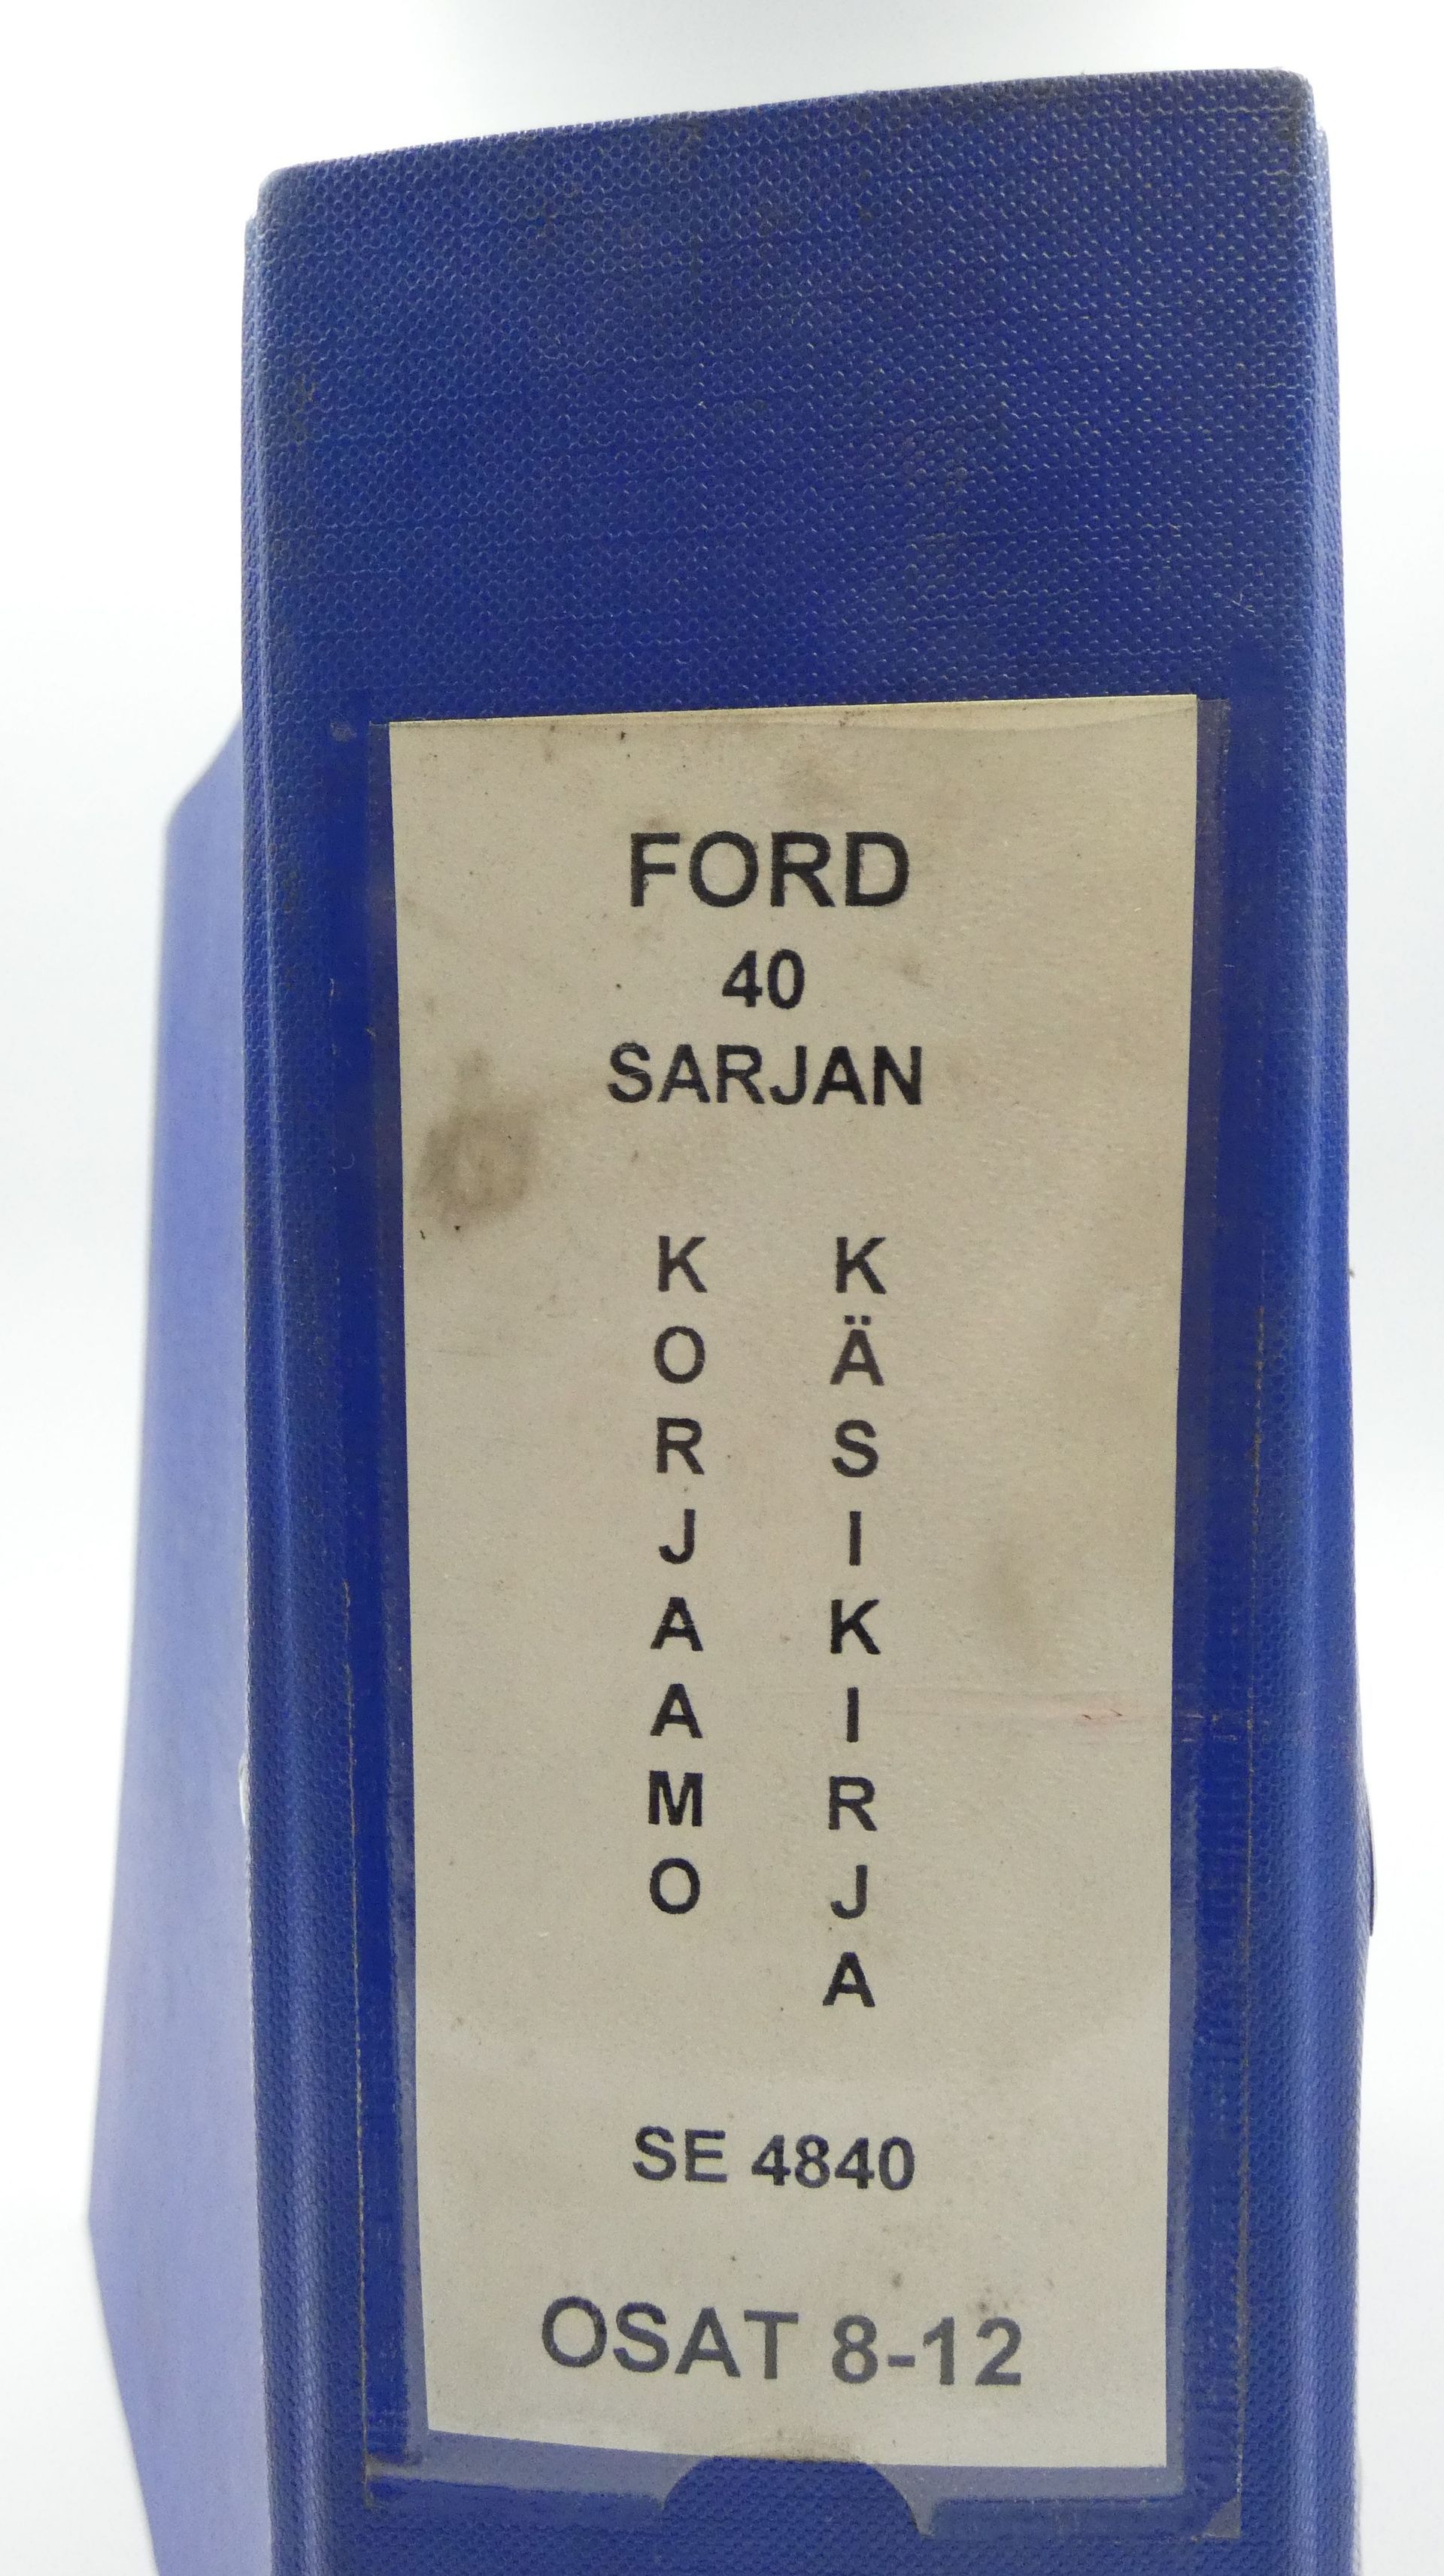 FORD
40
SARJAN
KORJAAMO
KÄSIKIRJA
SE 4840
OSAT 8-12